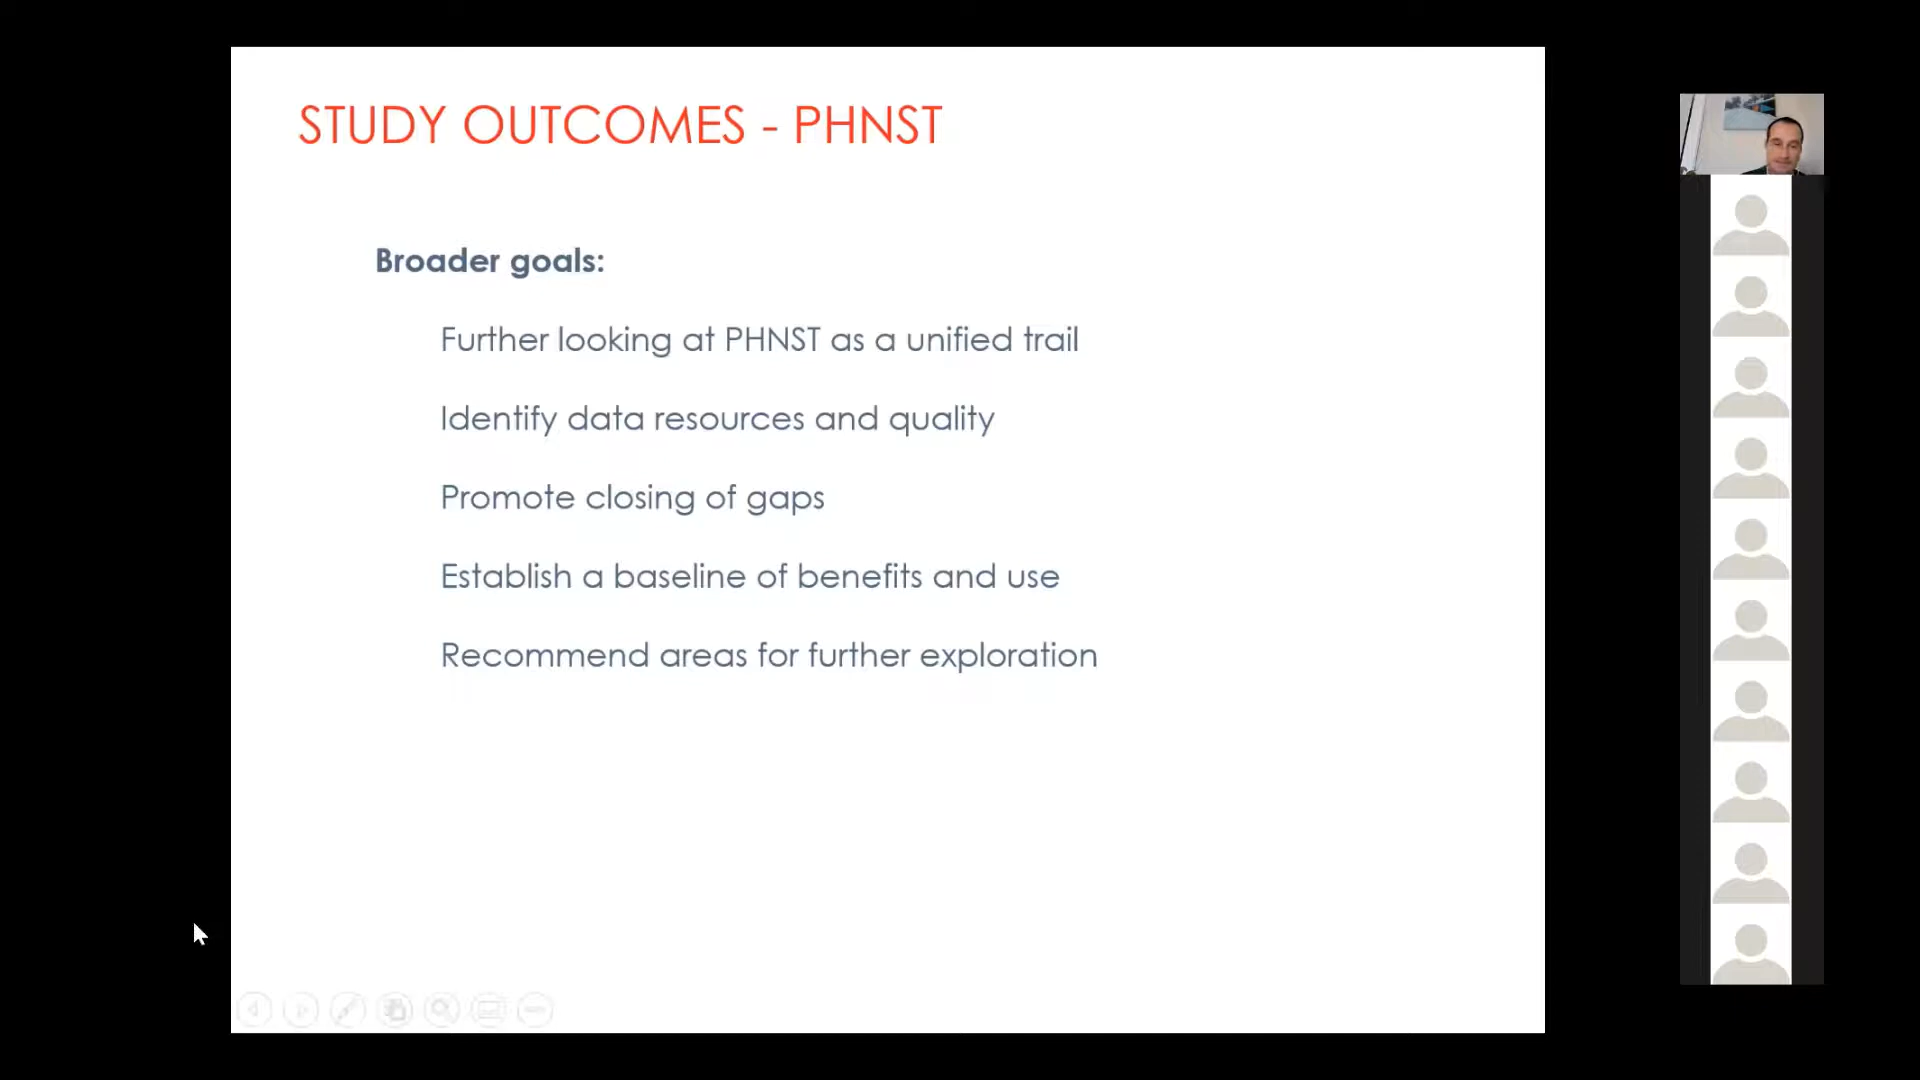 STUDY OUTCOMES - PHNST
Broader goals:
Further looking at PHNST as a unified trail
Identify data resources and quality
Promote closing of gaps
Establish a baseline of benefits and use
Recommend areas for further exploration